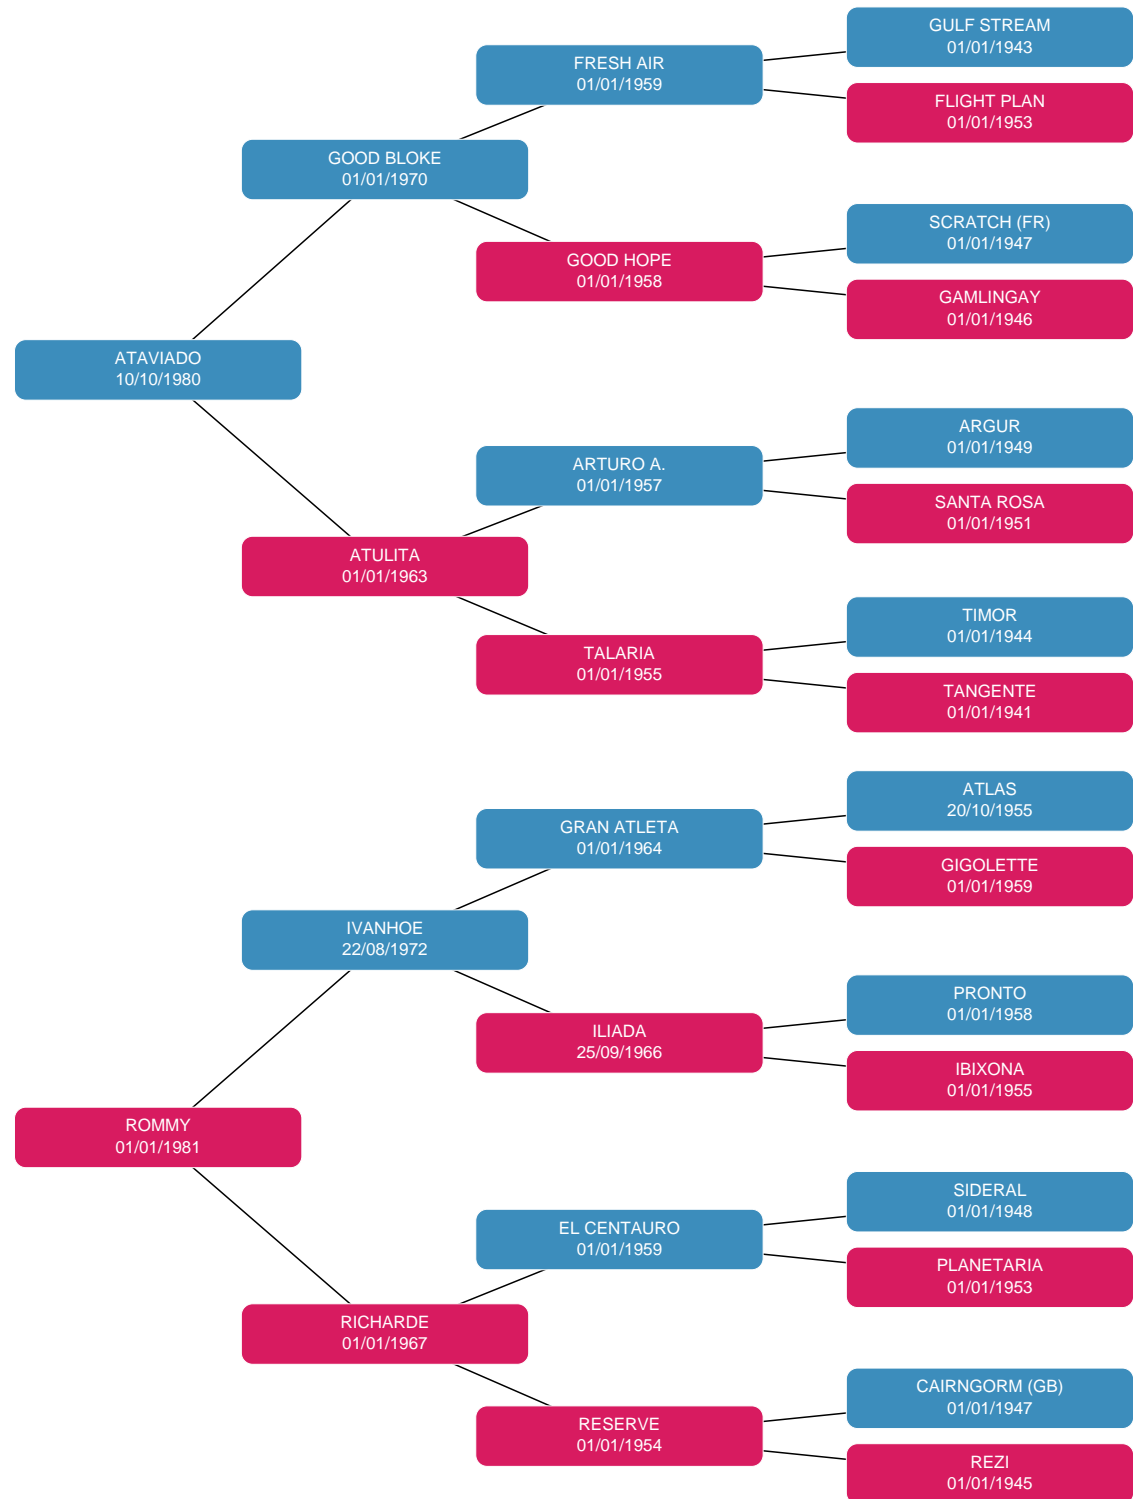 GULF STREAM
01/01/1943
FRESH AIR
01/01/1959
FLIGHT PLAN
01/01/1953
GOOD BLOKE
01/01/1970
SCRATCH (FR)
01/01/1947
GOOD HOPE
01/01/1958
GAMLINGAY
01/01/1946
ATAVIADO
10/10/1980
ARGUR
01/01/1949
ARTURO A.
01/01/1957
SANTA ROSA
01/01/1951
ATULITA
01/01/1963
TIMOR
01/01/1944
TALARIA
01/01/1955
TANGENTE
01/01/1941
ATLAS
20/10/1955
GRAN ATLETA
01/01/1964
GIGOLETTE
01/01/1959
IVANHOE
22/08/1972
PRONTO
01/01/1958
ILIADA
25/09/1966
IBIXONA
01/01/1955
ROMMY
01/01/1981
SIDERAL
01/01/1948
EL CENTAURO
01/01/1959
PLANETARIA
01/01/1953
RICHARDE
01/01/1967
CAIRNGORM (GB)
01/01/1947
RESERVE
01/01/1954
REZI
01/01/1945